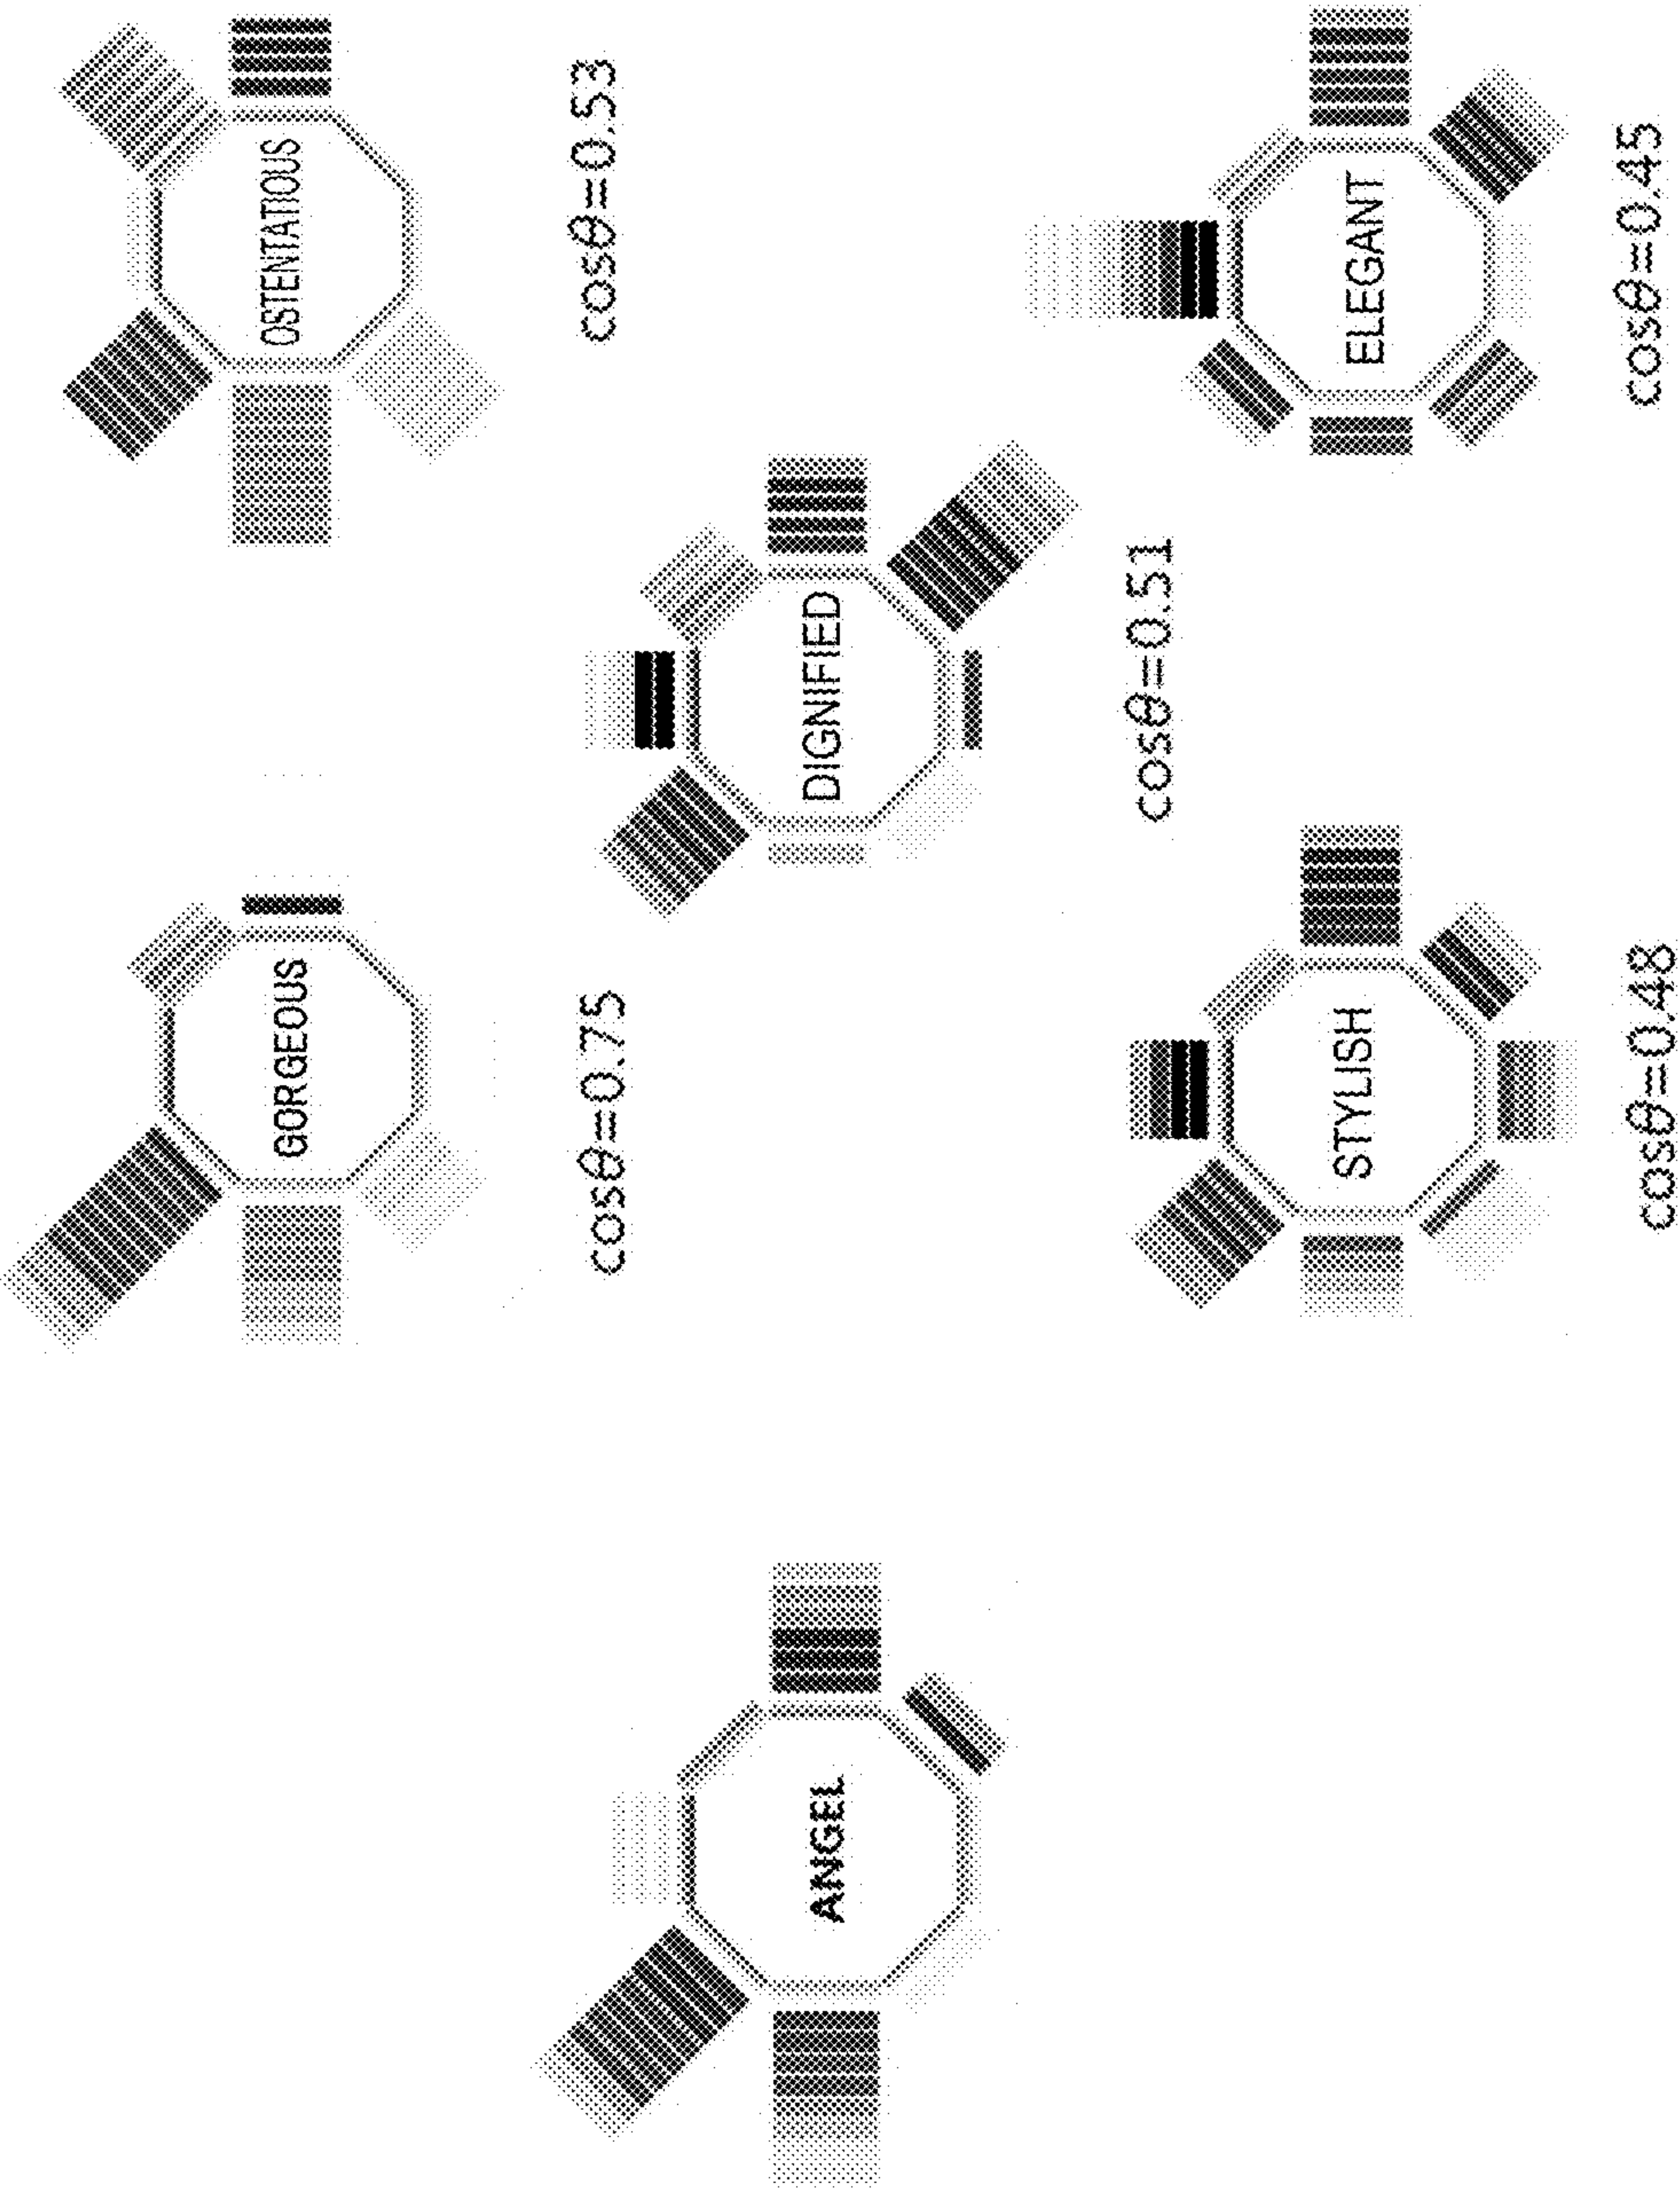 GORGEOUS
cosθ=0.75
OSTENTATIOUS
cosθ=0.53
ANGEL
DIGNIFIED
cosθ=0.51
STYLISH
cosθ=0.48
ELEGANT
cosθ=0.45